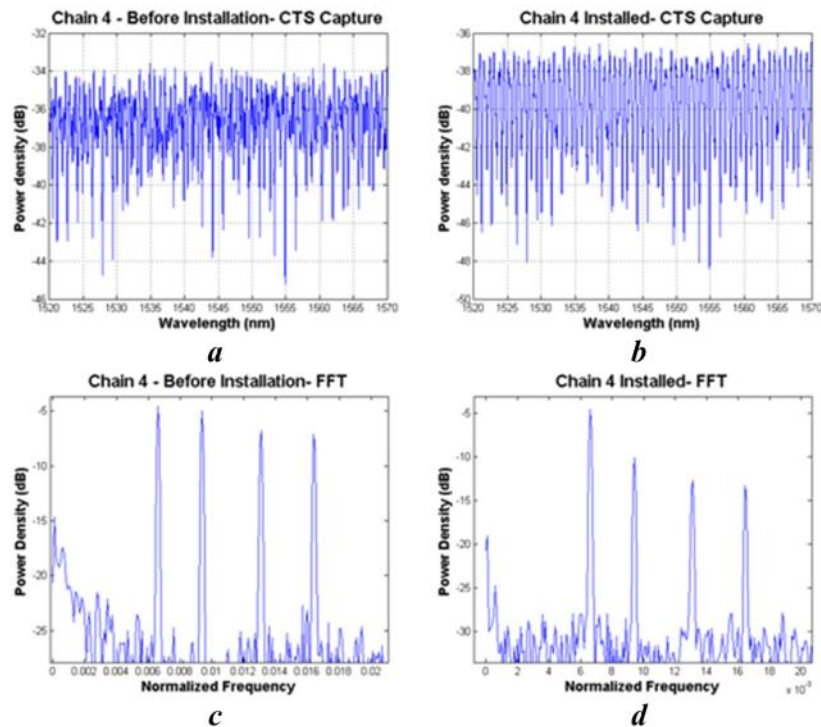 Chain 4 - Before Installation- CTS Capture
Power density (dB)
-32
-34
-36
-38
-40
-42
-44
-46
1520 1525 1530 1535 1540 1545 1550 1555 1560 1565 1570
Wavelength (nm)
a
Chain 4 Installed- CTS Capture
Power density (dB)
-36
-38
-40
-42
-44
-46
-48
-50
1520 1525 1530 1535 1540 1545 1550 1555 1560 1565 1570
Wavelength (nm)
b
Chain 4 - Before Installation- FFT
Power Density (dB)
-5
-10
-15
-20
-25
0 0.002 0.004 0.006 0.008 0.01 0.012 0.014 0.016 0.018 0.02
Normalized Frequency
c
Chain 4 Installed- FFT
Power Density (dB)
-5
-10
-15
-20
-25
-30
0 2 4 6 8 10 12 14 16 18 20
x 10⁻³
Normalized Frequency
d